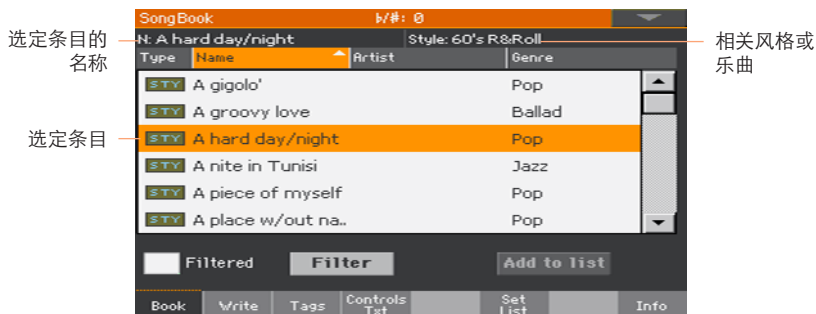 SongBook ♭/#: 0
选定条目的
名称
N: A hard day/night Style: 60's R&Roll
相关风格或
乐曲
Type Name Artist Genre
STY A gigolo' Pop
STY A groovy love Ballad
选定条目
STY A hard day/night Pop
STY A nite in Tunisi Jazz
STY A piece of myself Pop
STY A place w/out na.. Pop
Filtered Filter Add to list
Book Write Tags Controls Txt Set List Info